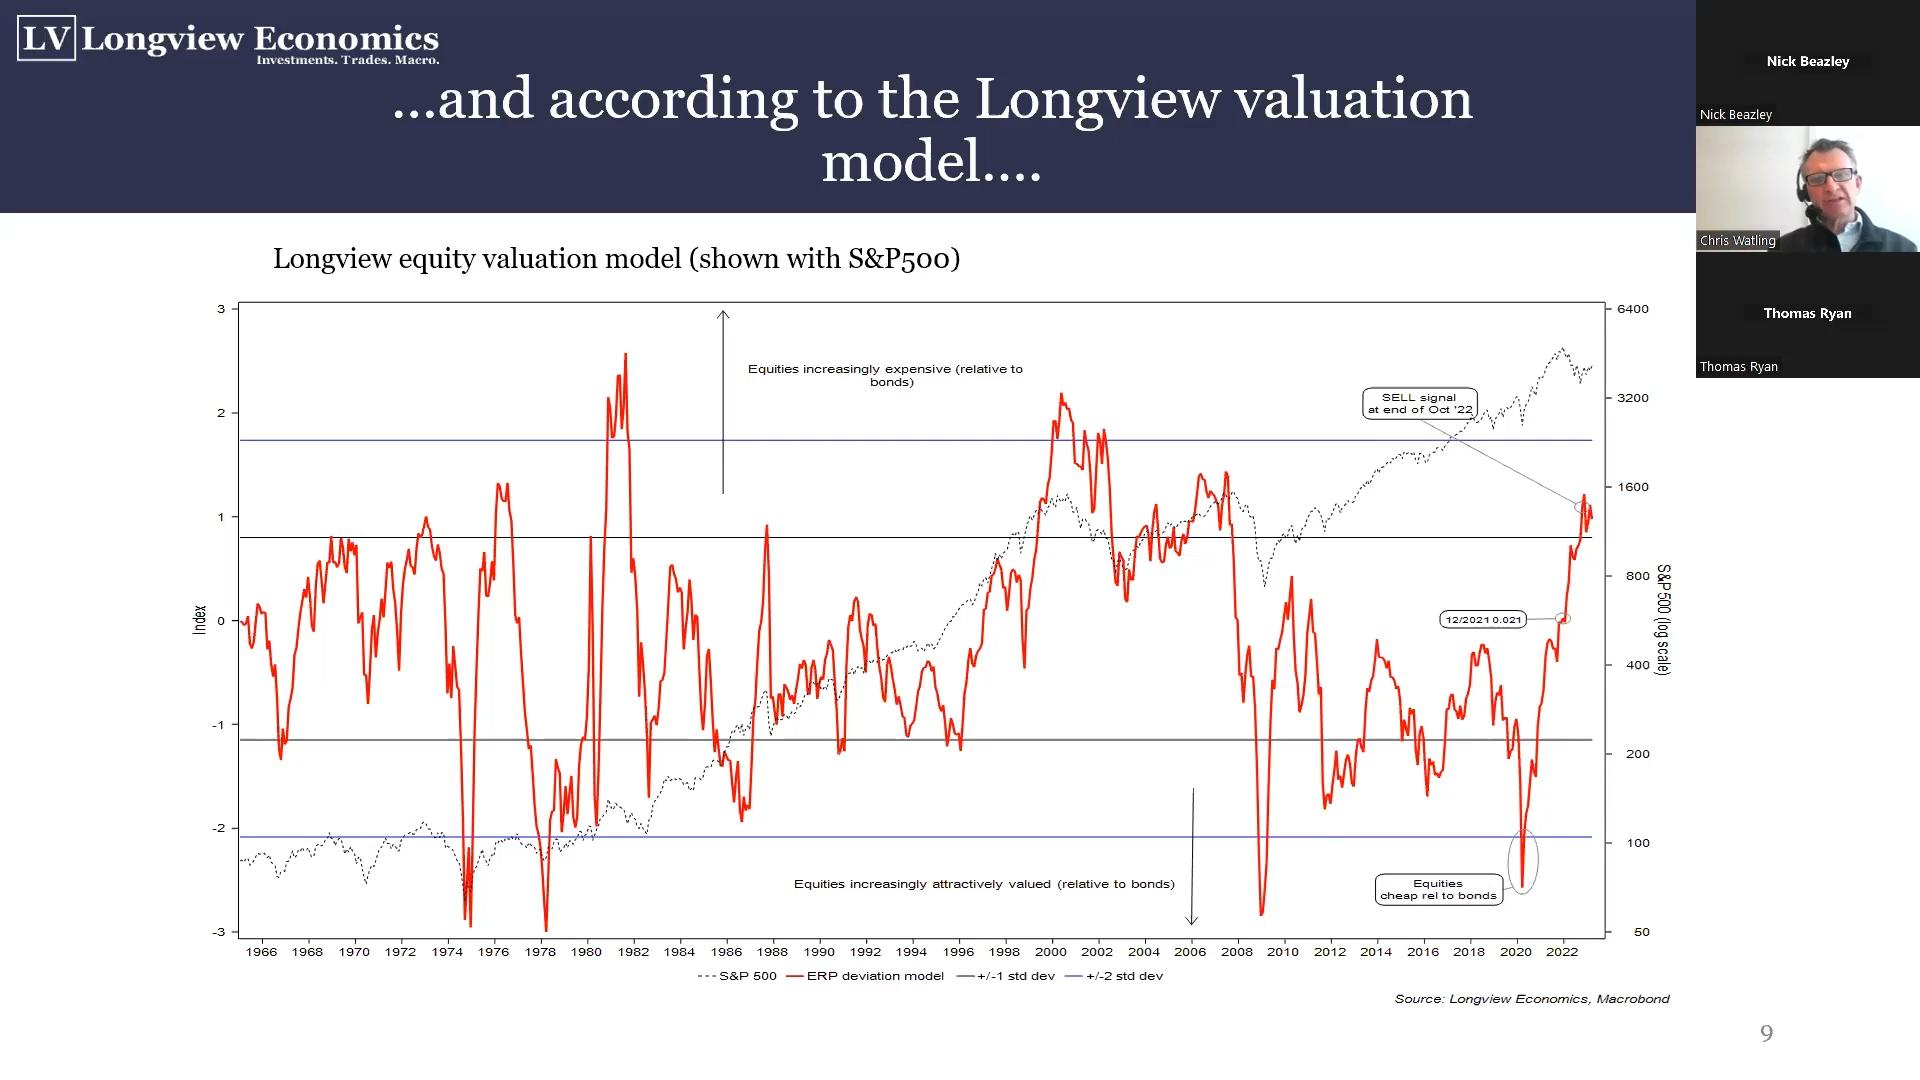 LV Longview Economics
Investments. Trades. Macro.
...and according to the Longview valuation
model....
Nick Beazley
Nick Beazley
Chris Watling
Thomas Ryan
Thomas Ryan
Longview equity valuation model (shown with S&P500)
3
2
1
0
-1
-2
-3
Index
6400
3200
1600
800
400
200
100
50
S&P500 (log scale)
Equities increasingly expensive (relative to
bonds)
SELL signal
at end of Oct '22
12/2021 0.021
Equities increasingly attractively valued (relative to bonds)
Equities
cheap rel to bonds
1966 1968 1970 1972 1974 1976 1978 1980 1982 1984 1986 1988 1990 1992 1994 1996 1998 2000 2002 2004 2006 2008 2010 2012 2014 2016 2018 2020 2022
S&P 500 ERP deviation model +/-1 std dev +/-2 std dev
Source: Longview Economics, Macrobond
9